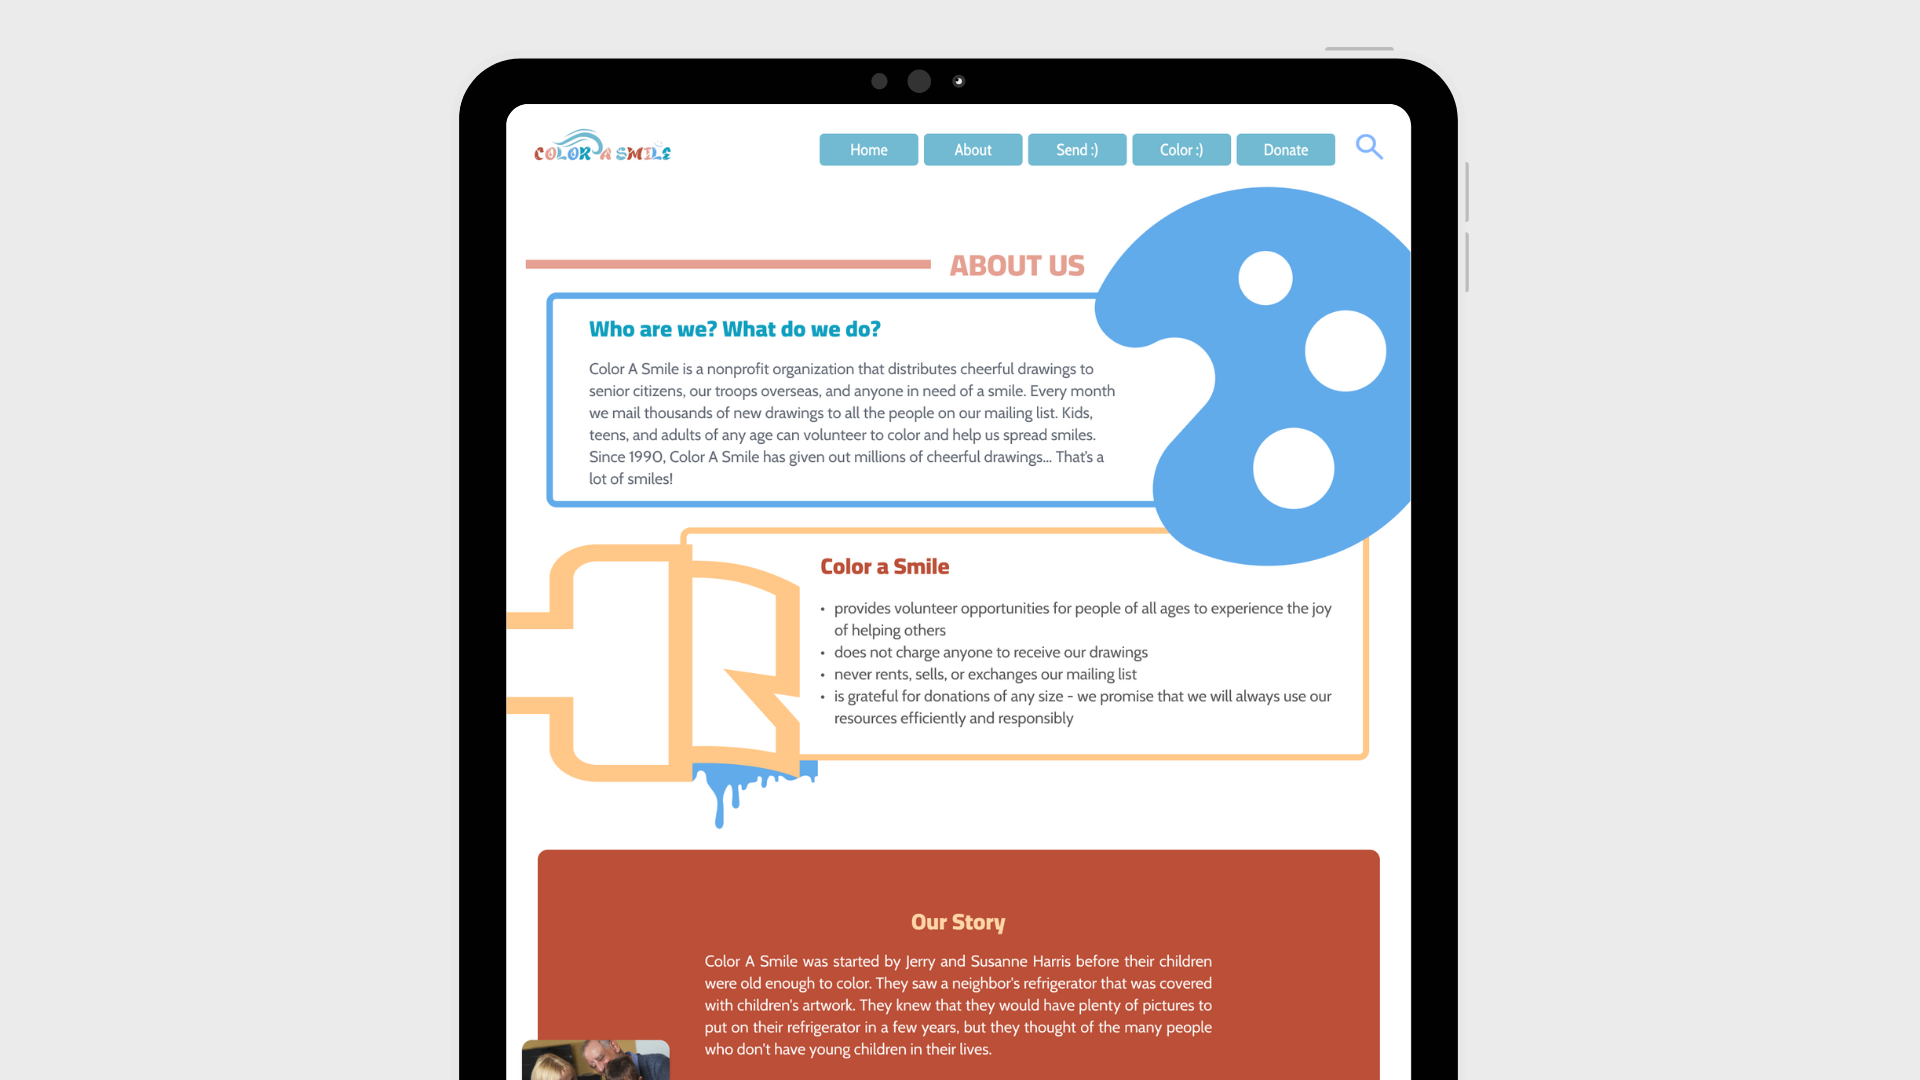 COLOR A SMILE
Home
About
Send :)
Color :)
Donate
ABOUT US
Who are we? What do we do?
Color A Smile is a nonprofit organization that distributes cheerful drawings to
senior citizens, our troops overseas, and anyone in need of a smile. Every month
we mail thousands of new drawings to all the people on our mailing list. Kids,
teens, and adults of any age can volunteer to color and help us spread smiles.
Since 1990, Color A Smile has given out millions of cheerful drawings... That's a
lot of smiles!
Color a Smile
• provides volunteer opportunities for people of all ages to experience the joy
of helping others
• does not charge anyone to receive our drawings
• never rents, sells, or exchanges our mailing list
• is grateful for donations of any size - we promise that we will always use our
resources efficiently and responsibly
Our Story
Color A Smile was started by Jerry and Susanne Harris before their children
were old enough to color. They saw a neighbor's refrigerator that was covered
with children's artwork. They knew that they would have plenty of pictures to
put on their refrigerator in a few years, but they thought of the many people
who don't have young children in their lives.